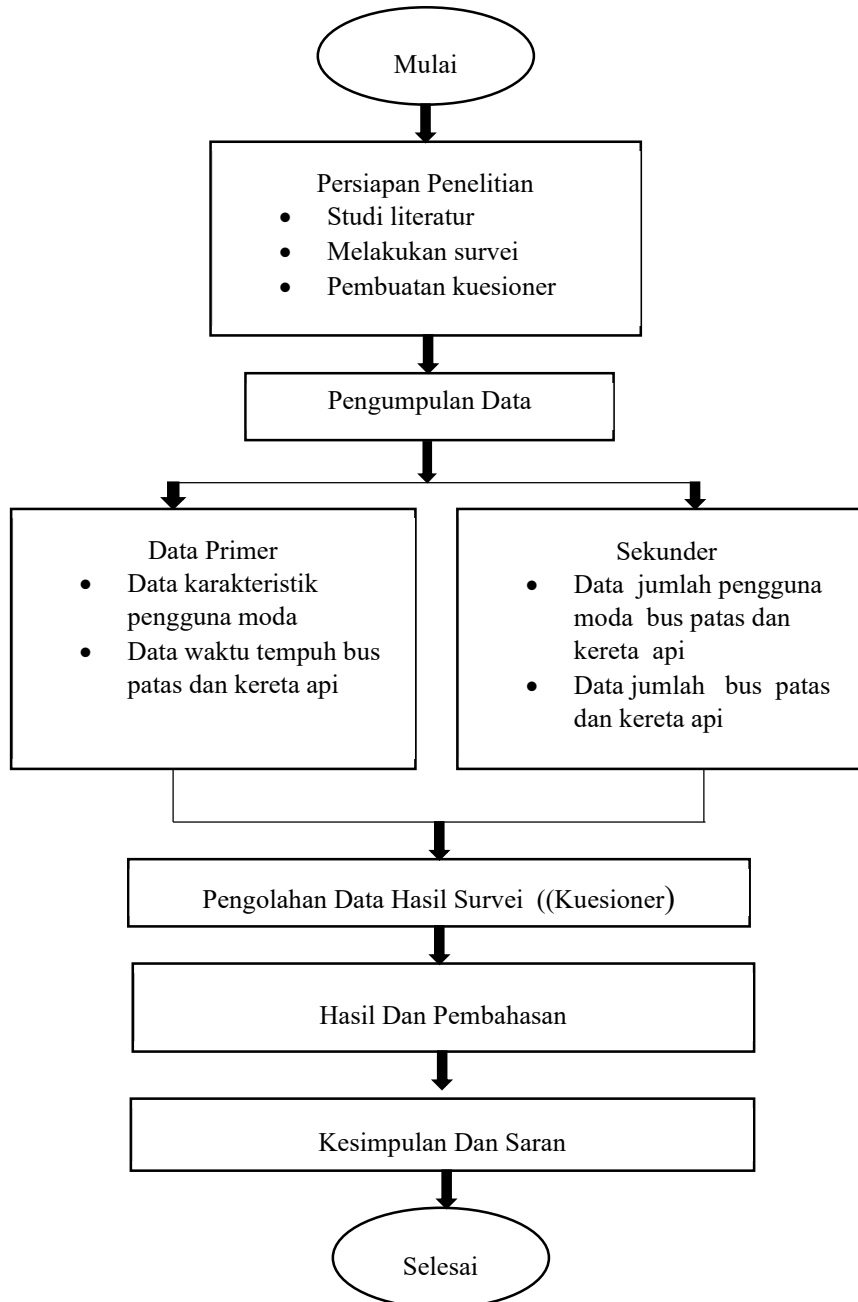 Mulai
Persiapan Penelitian
• Studi literatur
• Melakukan survei
• Pembuatan kuesioner
Pengumpulan Data
Data Primer
• Data karakteristik
pengguna moda
• Data waktu tempuh bus
patas dan kereta api
Sekunder
• Data jumlah pengguna
moda bus patas dan
kereta api
• Data jumlah bus patas
dan kereta api
Pengolahan Data Hasil Survei ((Kuesioner)
Hasil Dan Pembahasan
Kesimpulan Dan Saran
Selesai